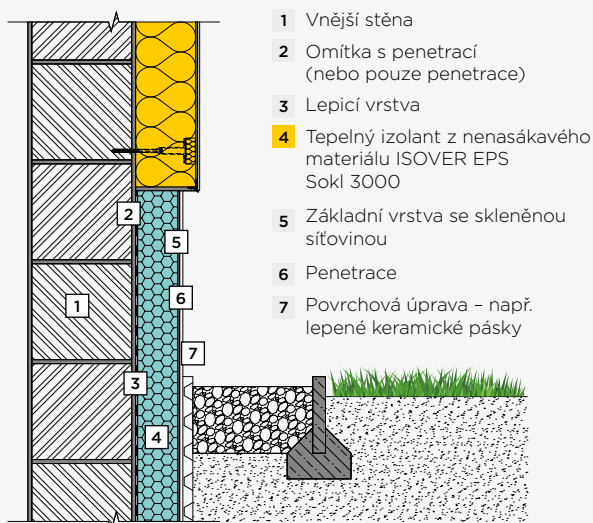 1 Vnější stěna
2 Omítka s penetrací
(nebo pouze penetrace)
3 Lepicí vrstva
4 Tepelný izolant z nenasákavého
materiálu ISOVER EPS
Sokl 3000
5 Základní vrstva se skleněnou
síťovinou
6 Penetrace
7 Povrchová úprava – např.
lepené keramické pásky
2
5
6
1
7
3
4